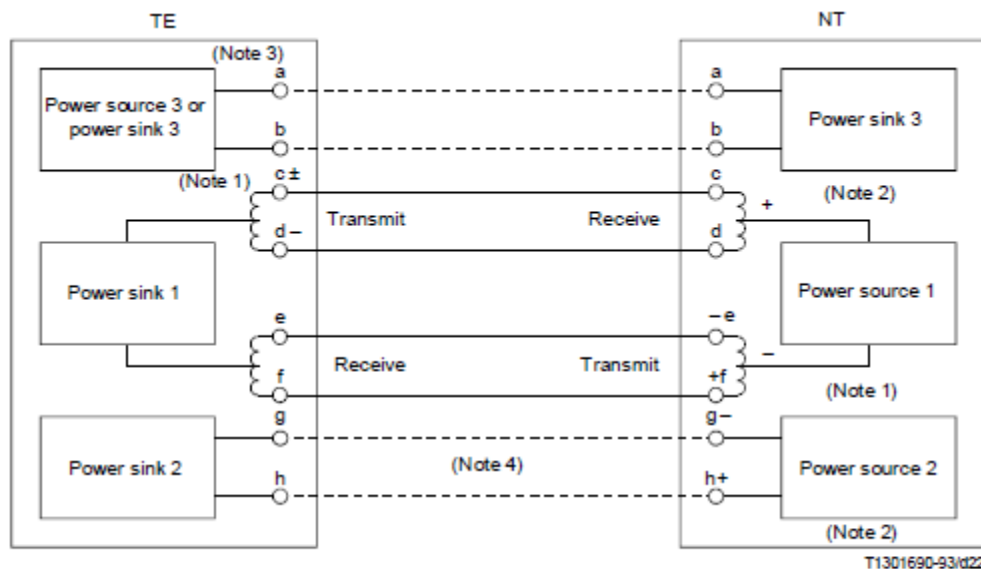 TE
NT
(Note 3)
a
a
Power source 3 or
power sink 3
Power sink 3
b
b
(Note 1)
c ±
c
(Note 2)
+
Transmit
Receive
d –
d
Power sink 1
Power source 1
e
– e
–
Receive
Transmit
f
+f
(Note 1)
g
g –
Power sink 2
(Note 4)
Power source 2
h
h+
(Note 2)
T1301690-93/d22